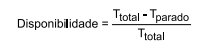 Disponibilidade = (T_total - T_parado) / T_total